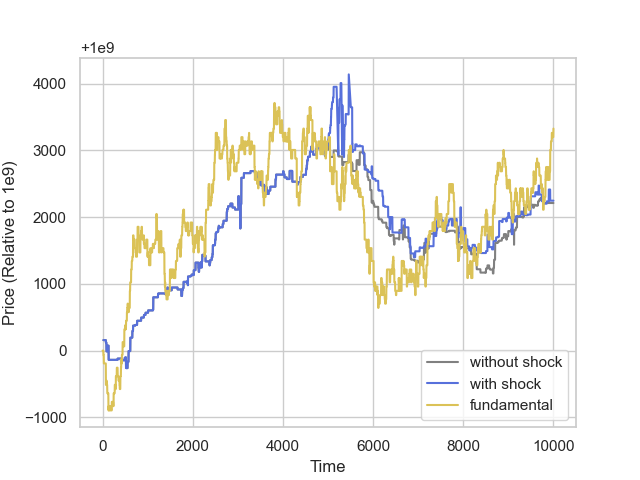 +1e9
4000
3000
2000
1000
0
−1000
Price (Relative to 1e9)
0
2000
4000
6000
8000
10000
Time
without shock
with shock
fundamental